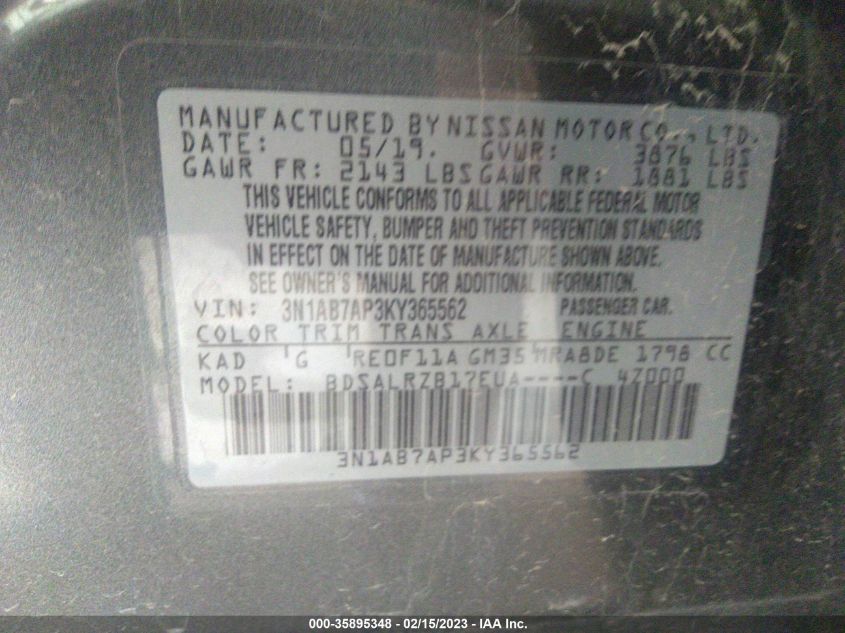 MANUFACTURED BY NISSAN MOTOR CO., LTD.
DATE: 05/19. GVWR: 3876 LBS
GAWR FR: 2143 LBS GAWR RR: 1881 LBS
THIS VEHICLE CONFORMS TO ALL APPLICABLE FEDERAL MOTOR
VEHICLE SAFETY, BUMPER AND THEFT PREVENTION STANDARDS
IN EFFECT ON THE DATE OF MANUFACTURE SHOWN ABOVE.
SEE OWNER'S MANUAL FOR ADDITIONAL INFORMATION.
VIN: 3N1AB7AP3KY365562 PASSENGER CAR.
COLOR TRIM TRANS AXLE ENGINE
KAD G RE0F11A GM35 MRA8DE 1798 CC
MODEL: BDSALRZB17EUA----C 4Z000
3N1AB7AP3KY365562
000-35895348 - 02/15/2023 - IAA Inc.